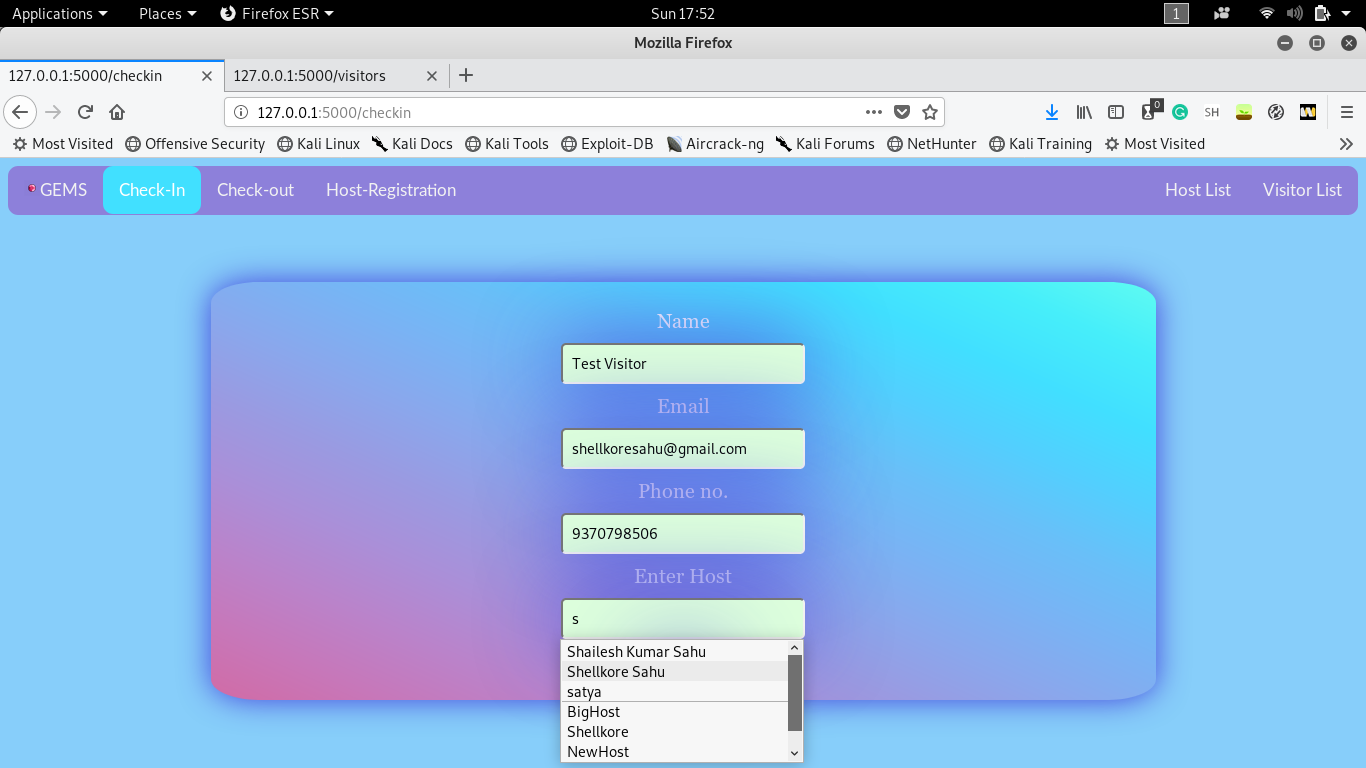 Applications Places Firefox ESR Sun 17:52 1
Mozilla Firefox
127.0.0.1:5000/checkin 127.0.0.1:5000/visitors
127.0.0.1:5000/checkin 0 SH
Most Visited Offensive Security Kali Linux Kali Docs Kali Tools Exploit-DB Aircrack-ng Kali Forums NetHunter Kali Training Most Visited
GEMS Check-In Check-out Host-Registration Host List Visitor List
Name
Test Visitor
Email
shellkoresahu@gmail.com
Phone no.
9370798506
Enter Host
s
Shailesh Kumar Sahu
Shellkore Sahu
satya
BigHost
Shellkore
NewHost